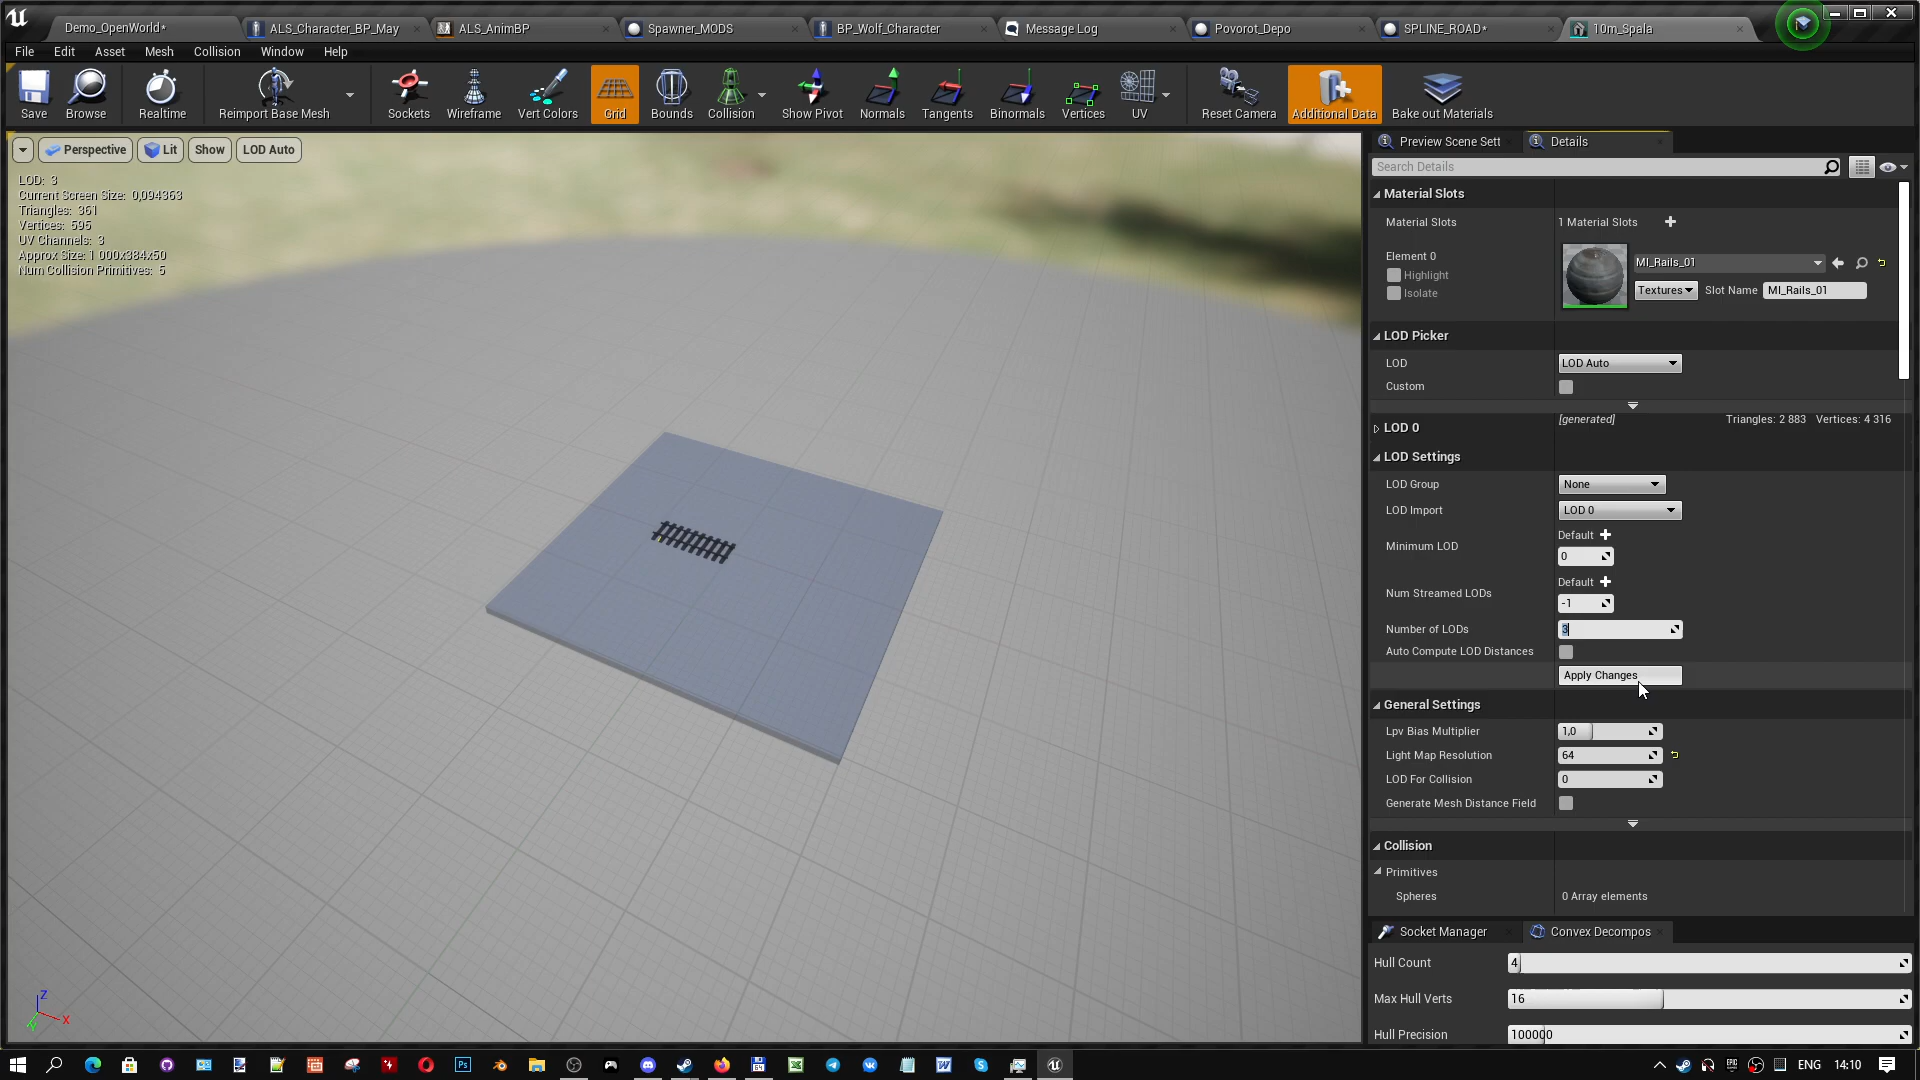 Demo_OpenWorld*
ALS_Character_BP_May
ALS_AnimBP
Spawner_MODS
BP_Wolf_Character
Message Log
Povorot_Depo
SPLINE_ROAD*
10m_Spala
File Edit Asset Mesh Collision Window Help
Save
Browse
Realtime
Reimport Base Mesh
Sockets
Wireframe
Vert Colors
Grid
Bounds
Collision
Show Pivot
Normals
Tangents
Binormals
Vertices
UV
Reset Camera
Additional Data
Bake out Materials
Perspective Lit Show LOD Auto
LOD: 3
Current Screen Size: 0,094363
Triangles: 361
Vertices: 595
UV Channels: 3
Approx Size: 1 000x384x50
Num Collision Primitives: 5
Z
X
Y
Preview Scene Sett
Details
Search Details
Material Slots
Material Slots 1 Material Slots
Element 0
Highlight
Isolate
MI_Rails_01
Textures Slot Name MI_Rails_01
LOD Picker
LOD LOD Auto
Custom
[generated] Triangles: 2 883 Vertices: 4 316
LOD 0
LOD Settings
LOD Group None
LOD Import LOD 0
Default
Minimum LOD
0
Default
Num Streamed LODs
-1
Number of LODs 3
Auto Compute LOD Distances
Apply Changes
General Settings
Lpv Bias Multiplier 1,0
Light Map Resolution 64
LOD For Collision 0
Generate Mesh Distance Field
Collision
Primitives
Spheres 0 Array elements
Socket Manager
Convex Decompos
Hull Count 4
Max Hull Verts 16
Hull Precision 100000
ENG 14:10